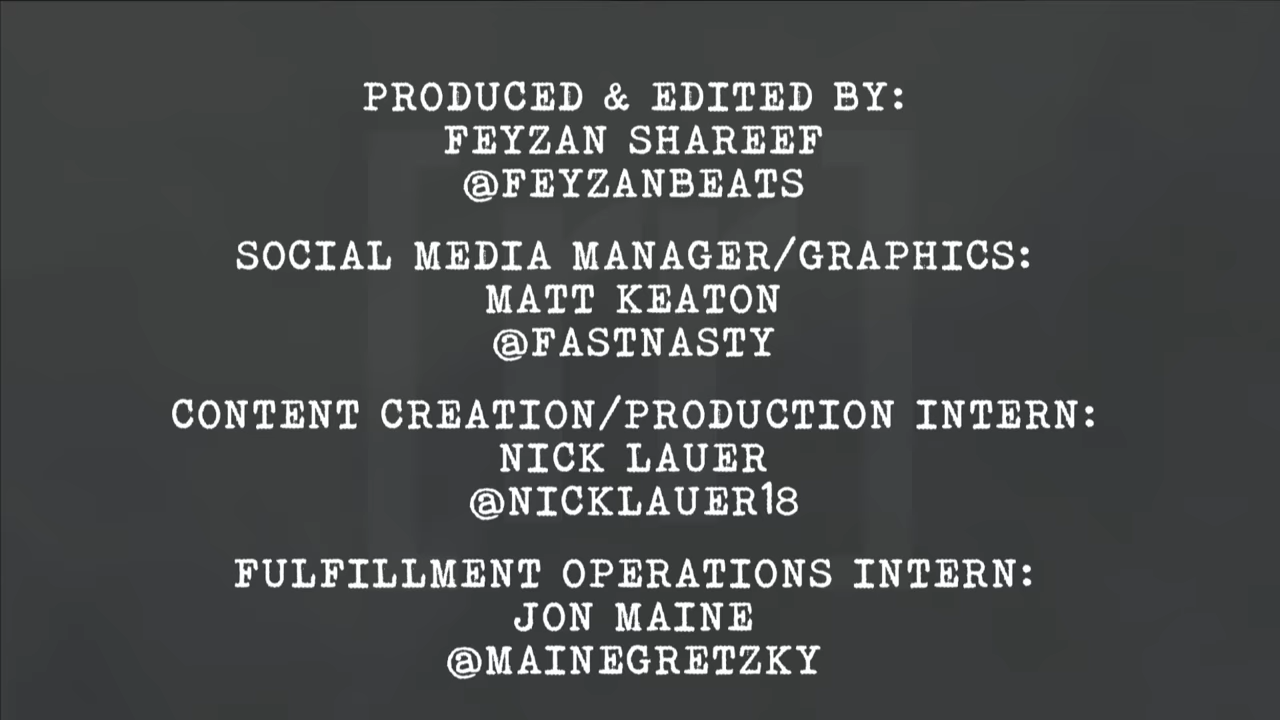 PRODUCED & EDITED BY:
FEYZAN SHAREEF
@FEYZANBEATS
SOCIAL MEDIA MANAGER/GRAPHICS:
MATT KEATON
@FASTNASTY
CONTENT CREATION/PRODUCTION INTERN:
NICK LAUER
@NICKLAUER18
FULFILLMENT OPERATIONS INTERN:
JON MAINE
@MAINEGRETZKY